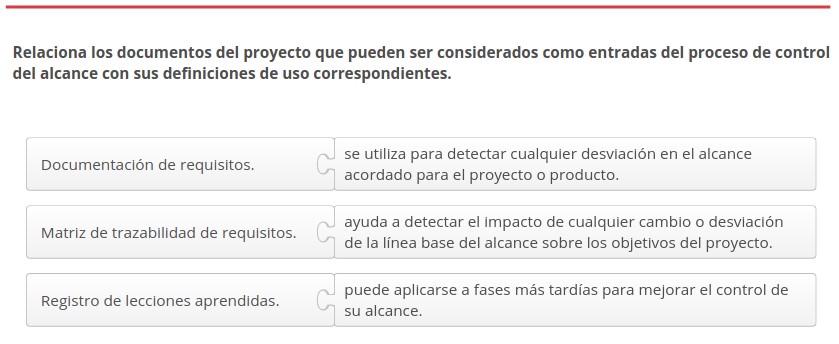 Relaciona los documentos del proyecto que pueden ser considerados como entradas del proceso de control
del alcance con sus definiciones de uso correspondientes.
Documentación de requisitos.
se utiliza para detectar cualquier desviación en el alcance
acordado para el proyecto o producto.
Matriz de trazabilidad de requisitos.
ayuda a detectar el impacto de cualquier cambio o desviación
de la línea base del alcance sobre los objetivos del proyecto.
Registro de lecciones aprendidas.
puede aplicarse a fases más tardías para mejorar el control de
su alcance.